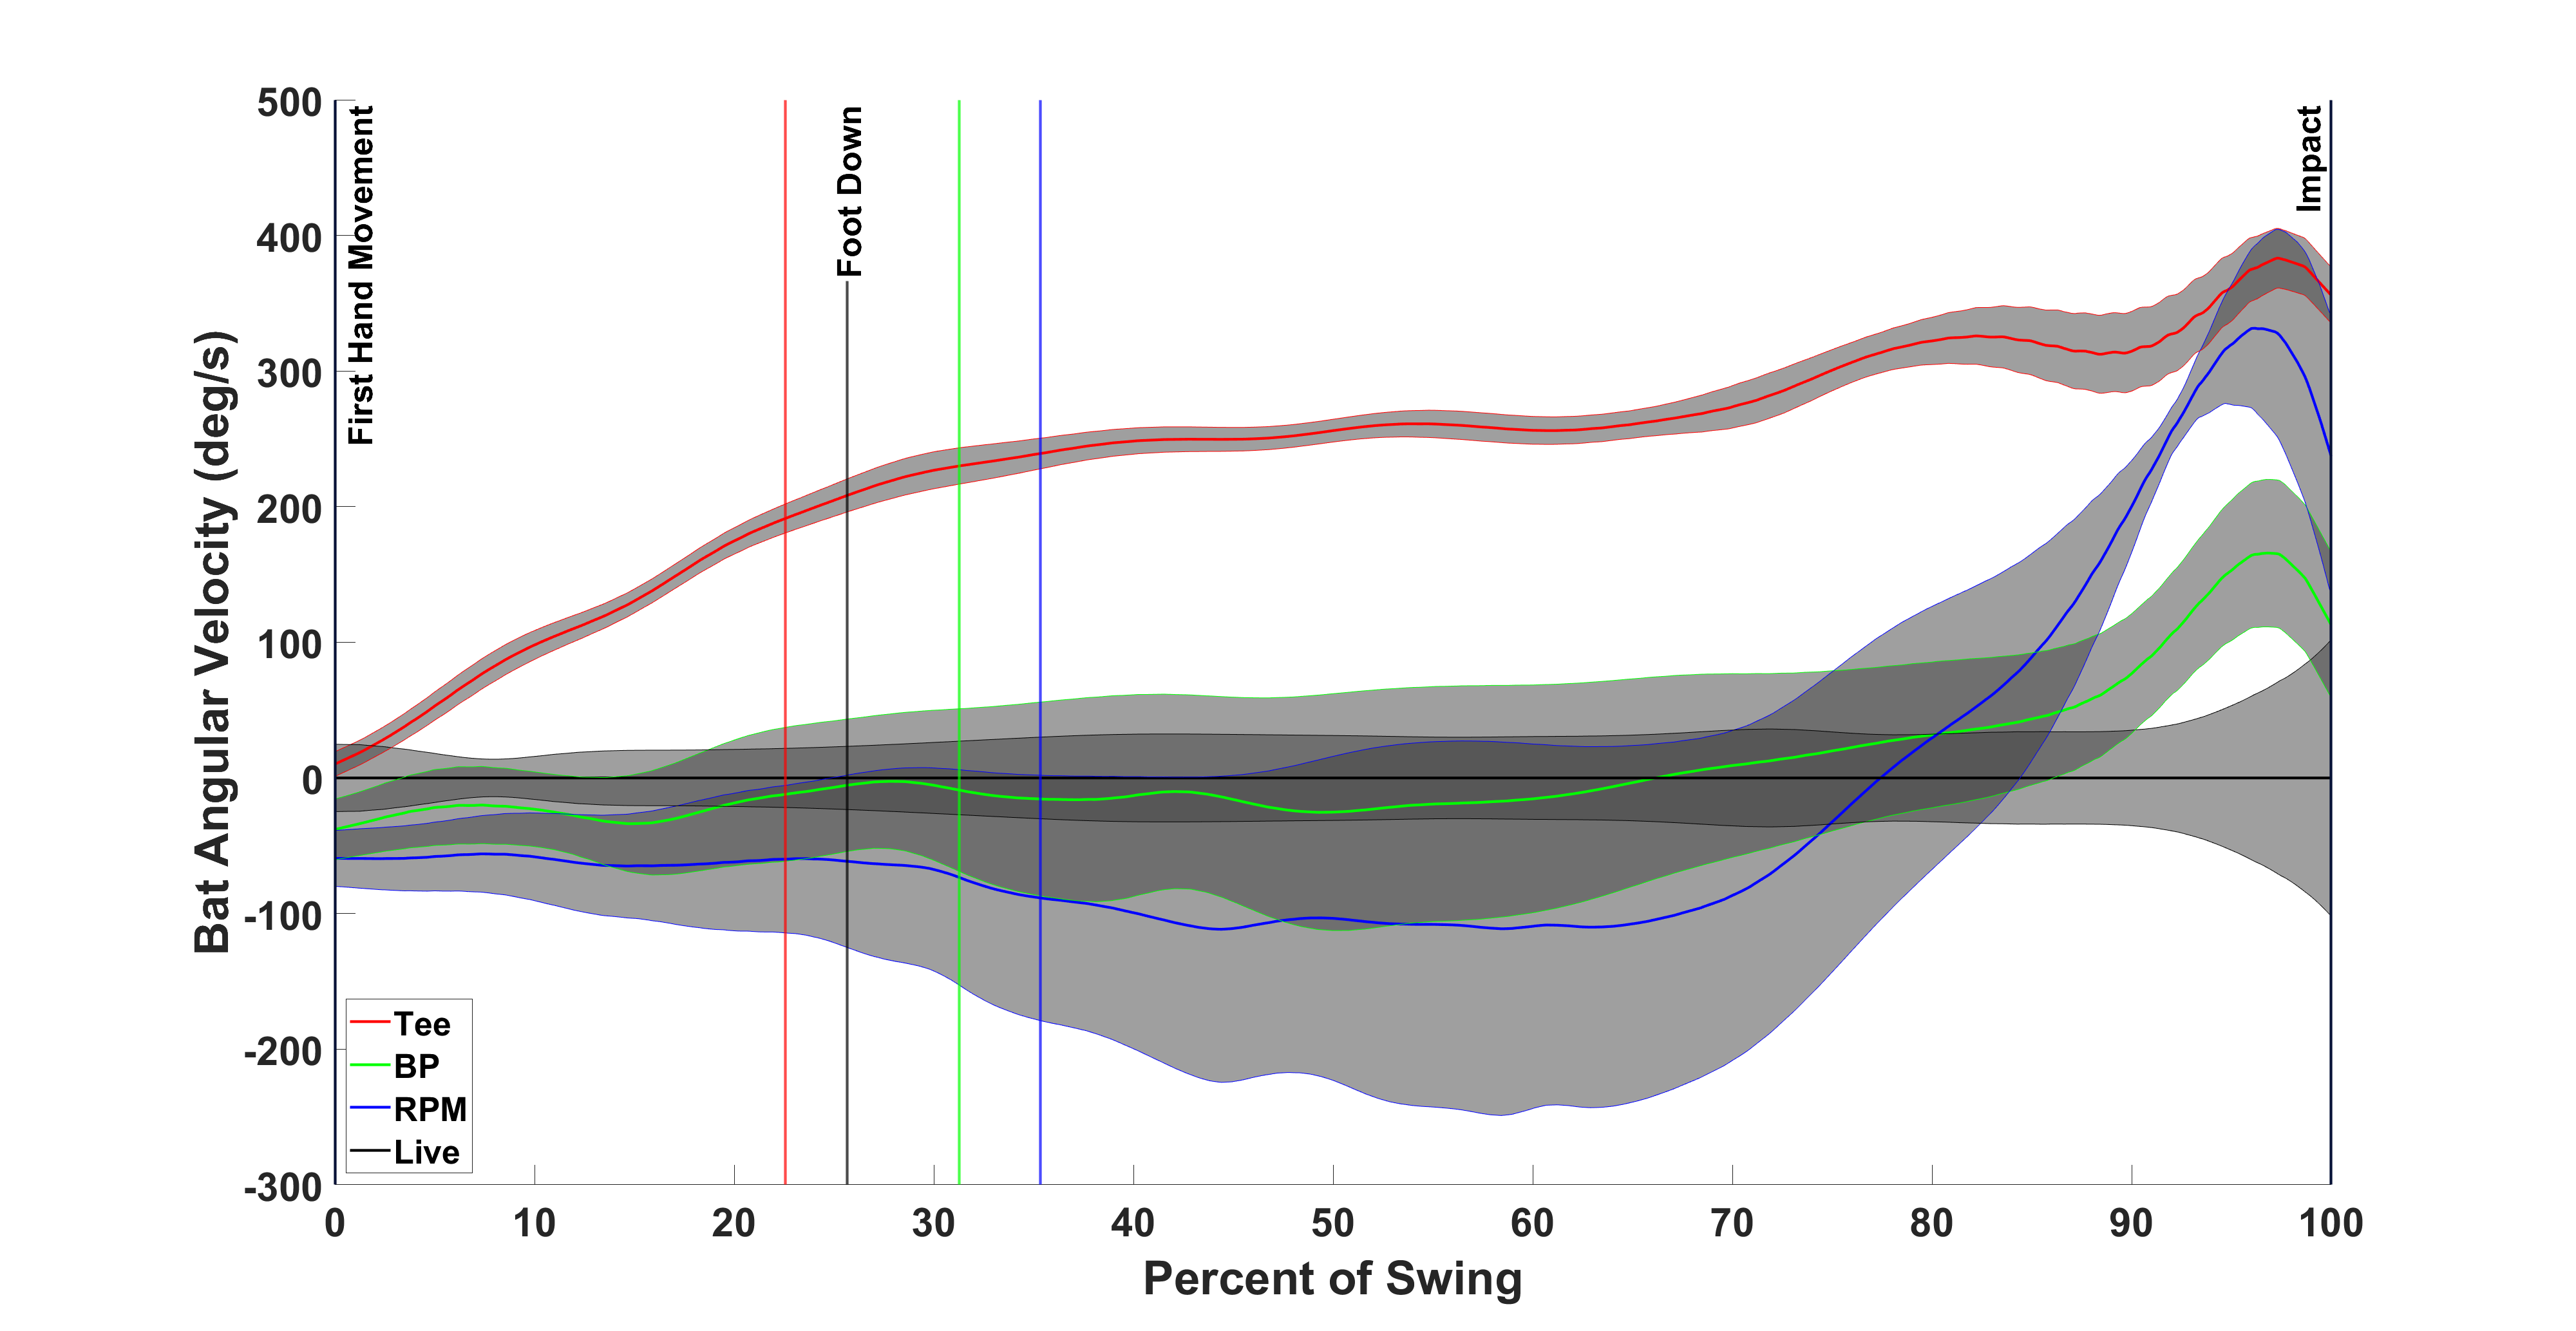 500
400
300
200
100
0
-100
-200
-300
Bat Angular Velocity (deg/s)
First Hand Movement
Foot Down
Impact
Tee
BP
RPM
Live
0 10 20 30 40 50 60 70 80 90 100
Percent of Swing